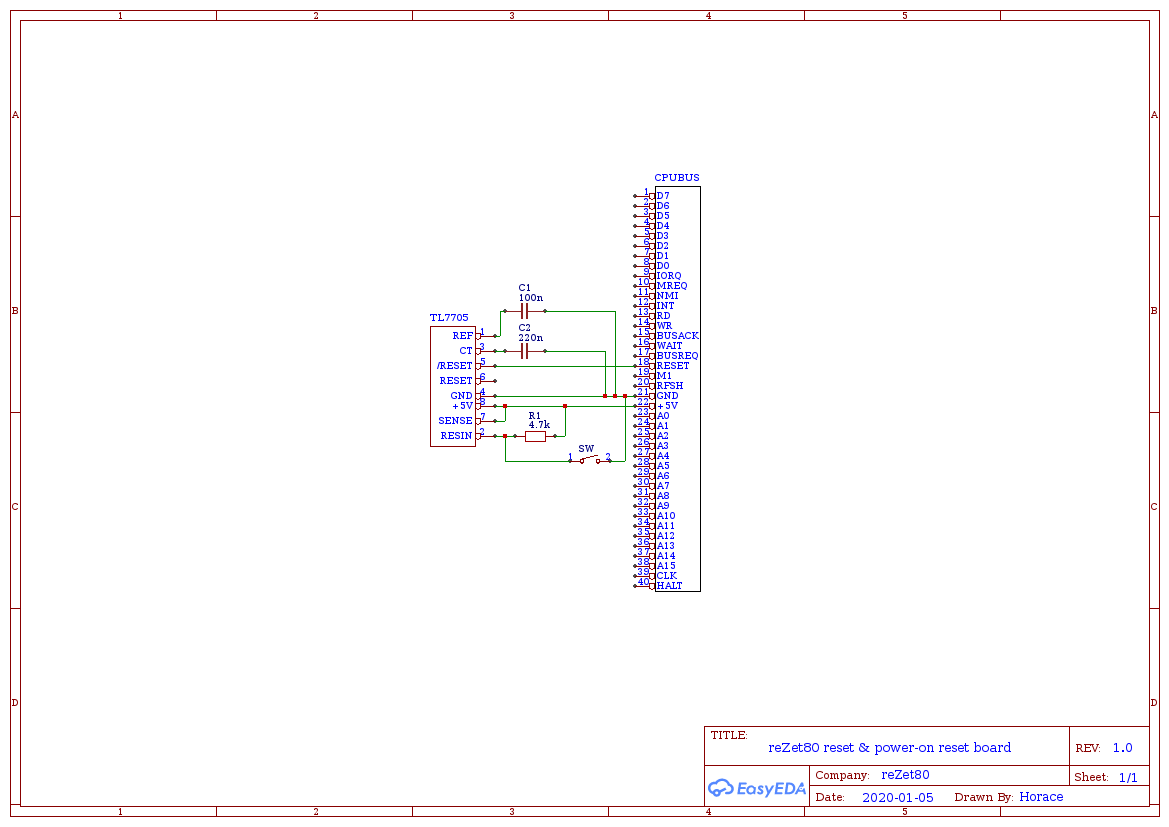 1 2 3 4 5
A A
CPUBUS
1 D7
2 D6
3 D5
4 D4
5 D3
6 D2
7 D1
8 D0
9 IORQ
10 MREQ
11 NMI
12 INT
13 RD
14 WR
15 BUSACK
16 WAIT
17 BUSREQ
18 RESET
19 M1
20 RFSH
21 GND
22 +5V
23 A0
24 A1
25 A2
26 A3
27 A4
28 A5
29 A6
30 A7
31 A8
32 A9
33 A10
34 A11
35 A12
36 A13
37 A14
38 A15
39 CLK
40 HALT
C1
100n
C2
220n
B B
TL7705
REF 1
CT 3
/RESET 5
RESET 6
GND 4
+5V 8
SENSE 7
RESIN 2
R1
4.7k
SW
1 2
C C
D D
TITLE:
reZet80 reset & power-on reset board
REV: 1.0
EasyEDA
Company: reZet80
Sheet: 1/1
Date: 2020-01-05 Drawn By: Horace
1 2 3 4 5